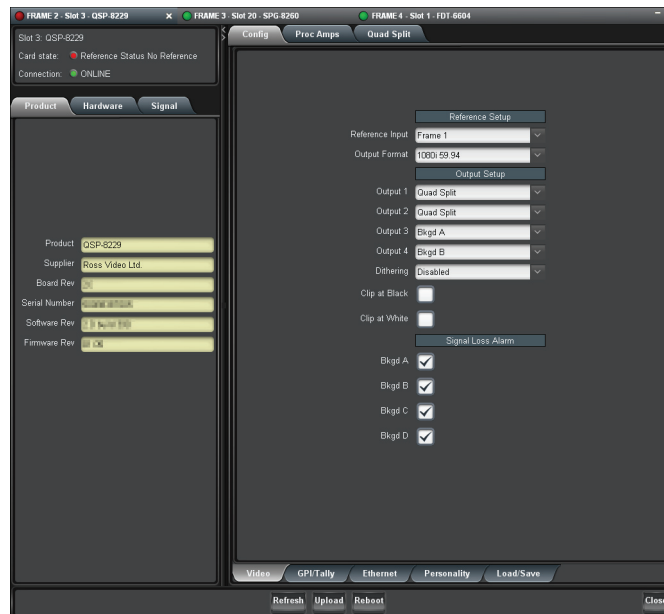 FRAME 2 - Slot 3 - QSP-8229 x FRAME 3 - Slot 20 - SPG-8260 FRAME 4 - Slot 1 - FDT-6604
Slot 3: QSP-8229
Card state: Reference Status No Reference
Connection: ONLINE
Product Hardware Signal
Product QSP-8229
Supplier Ross Video Ltd.
Board Rev
Serial Number
Software Rev
Firmware Rev
Config Proc Amps Quad Split
Reference Setup
Reference Input Frame 1
Output Format 1080i 59.94
Output Setup
Output 1 Quad Split
Output 2 Quad Split
Output 3 Bkgd A
Output 4 Bkgd B
Dithering Disabled
Clip at Black
Clip at White
Signal Loss Alarm
Bkgd A
Bkgd B
Bkgd C
Bkgd D
Video GPI/Tally Ethernet Personality Load/Save
Refresh Upload Reboot Close